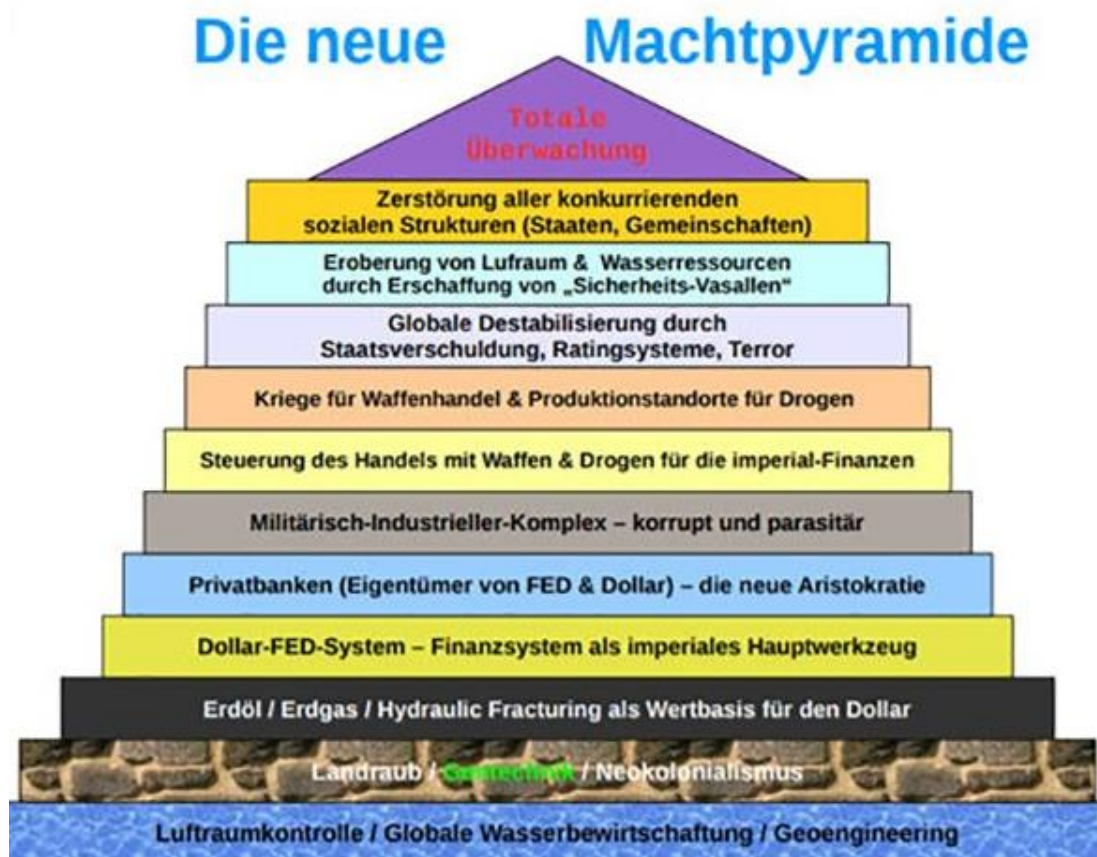 Die neue Machtpyramide
Totale
Überwachung
Zerstörung aller konkurrierenden
sozialen Strukturen (Staaten, Gemeinschaften)
Eroberung von Lufraum & Wasserressourcen
durch Erschaffung von „Sicherheits-Vasallen“
Globale Destabilisierung durch
Staatsverschuldung, Ratingsysteme, Terror
Kriege für Waffenhandel & Produktionstandorte für Drogen
Steuerung des Handels mit Waffen & Drogen für die imperial-Finanzen
Militärisch-Industrieller-Komplex – korrupt und parasitär
Privatbanken (Eigentümer von FED & Dollar) – die neue Aristokratie
Dollar-FED-System – Finanzsystem als imperiales Hauptwerkzeug
Erdöl / Erdgas / Hydraulic Fracturing als Wertbasis für den Dollar
Landraub / Gentechnik / Neokolonialismus
Luftraumkontrolle / Globale Wasserbewirtschaftung / Geoengineering